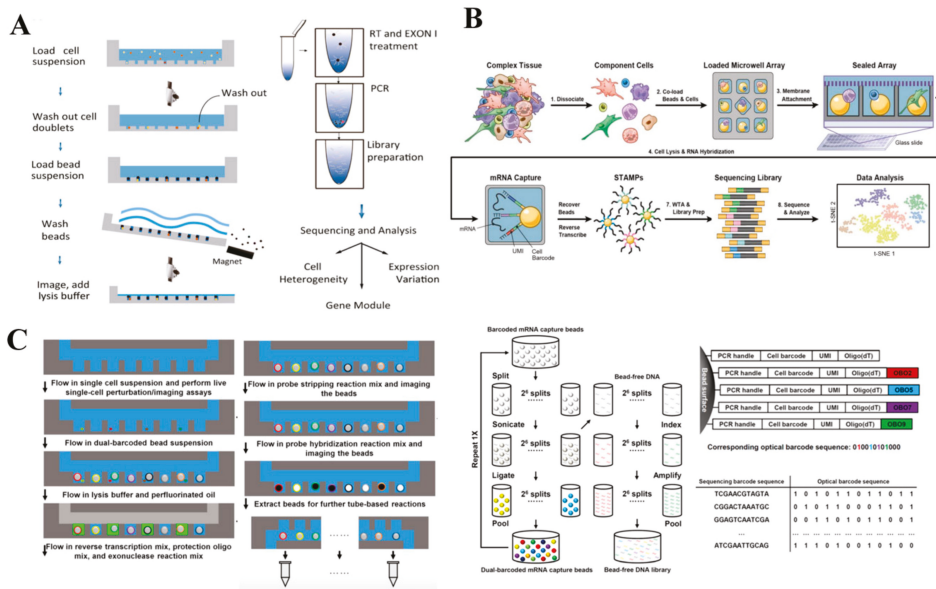 A
Load cell
suspension
Wash out
Wash out cell
doublets
Load bead
suspension
Wash
beads
Magnet
Image, add
lysis buffer
RT and EXON I
treatment
PCR
Library
preparation
Sequencing and Analysis
Cell
Heterogeneity
Expression
Variation
Gene Module
B
Complex Tissue
Component Cells
Loaded Microwell Array
Sealed Array
1. Dissociate
2. Co-load
Beads & Cells
3. Membrane
Attachment
Glass slide
4. Cell Lysis & RNA Hybridization
mRNA Capture
STAMPs
Sequencing Library
Data Analysis
Recover
Beads
Reverse
Transcribe
7. WTA &
Library Prep
8. Sequence
& Analyze
mRNA
UMI
Cell
Barcode
t-SNE 2
t-SNE 1
C
Flow in single cell suspension and perform live
single-cell perturbation/imaging assays
Flow in dual-barcoded bead suspension
Flow in lysis buffer and perfluorinated oil
Flow in reverse transcription mix, protection oligo
mix, and exonuclease reaction mix
Flow in probe stripping reaction mix and imaging
the beads
Flow in probe hybridization reaction mix and
imaging the beads
Extract beads for further tube-based reactions
......
......
Barcoded mRNA capture beads
Split
2⁶ splits
......
Bead-free DNA
2⁶ splits
......
Sonicate
2⁶ splits
......
2⁶ splits
......
Index
Repeat 1X
Ligate
2⁶ splits
......
2⁶ splits
......
Amplify
Pool
Pool
Dual-barcoded mRNA capture beads
Bead-free DNA library
Bead surface
PCR handle Cell barcode UMI Oligo(dT)
PCR handle Cell barcode UMI Oligo(dT) OBO2
PCR handle Cell barcode UMI Oligo(dT) OBO5
PCR handle Cell barcode UMI Oligo(dT) OBO7
PCR handle Cell barcode UMI Oligo(dT)
Corresponding optical barcode sequence: 010010101000
Sequencing barcode sequence Optical barcode sequence
TCGAACGTAGTA 1 0 1 0 1 1 0 1 1 0 1 1
CGGACTAAATGC 0 1 0 1 1 0 0 1 1 0 0 1
GGAGTCAATCGA 0 0 1 1 0 1 0 1 1 0 1 1
... ... ... ... ... ... ... ... ... ... ... ... ...
ATCGAATTGCAG 1 1 1 1 0 1 0 1 0 1 0 0